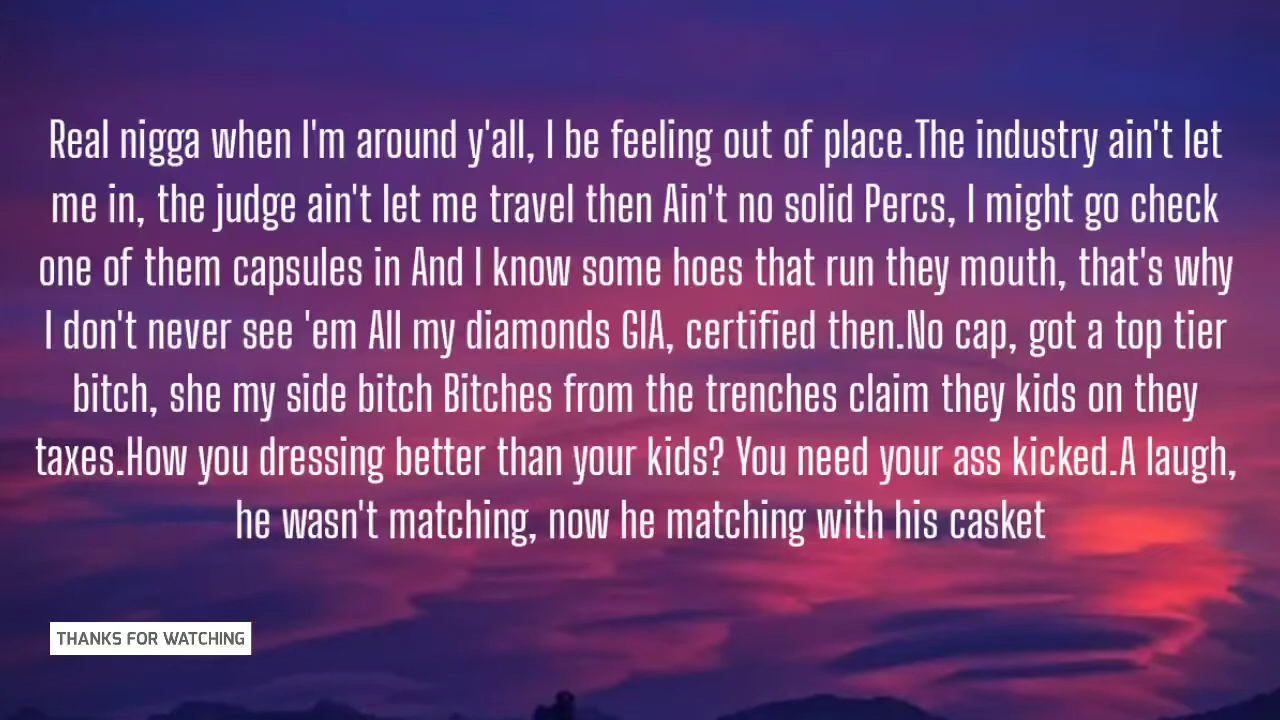 Real nigga when I'm around y'all, I be feeling out of place.The industry ain't let
me in, the judge ain't let me travel then Ain't no solid Percs, I might go check
one of them capsules in And I know some hoes that run they mouth, that's why
I don't never see 'em All my diamonds GIA, certified then.No cap, got a top tier
bitch, she my side bitch Bitches from the trenches claim they kids on they
taxes.How you dressing better than your kids? You need your ass kicked.A laugh,
he wasn't matching, now he matching with his casket
THANKS FOR WATCHING